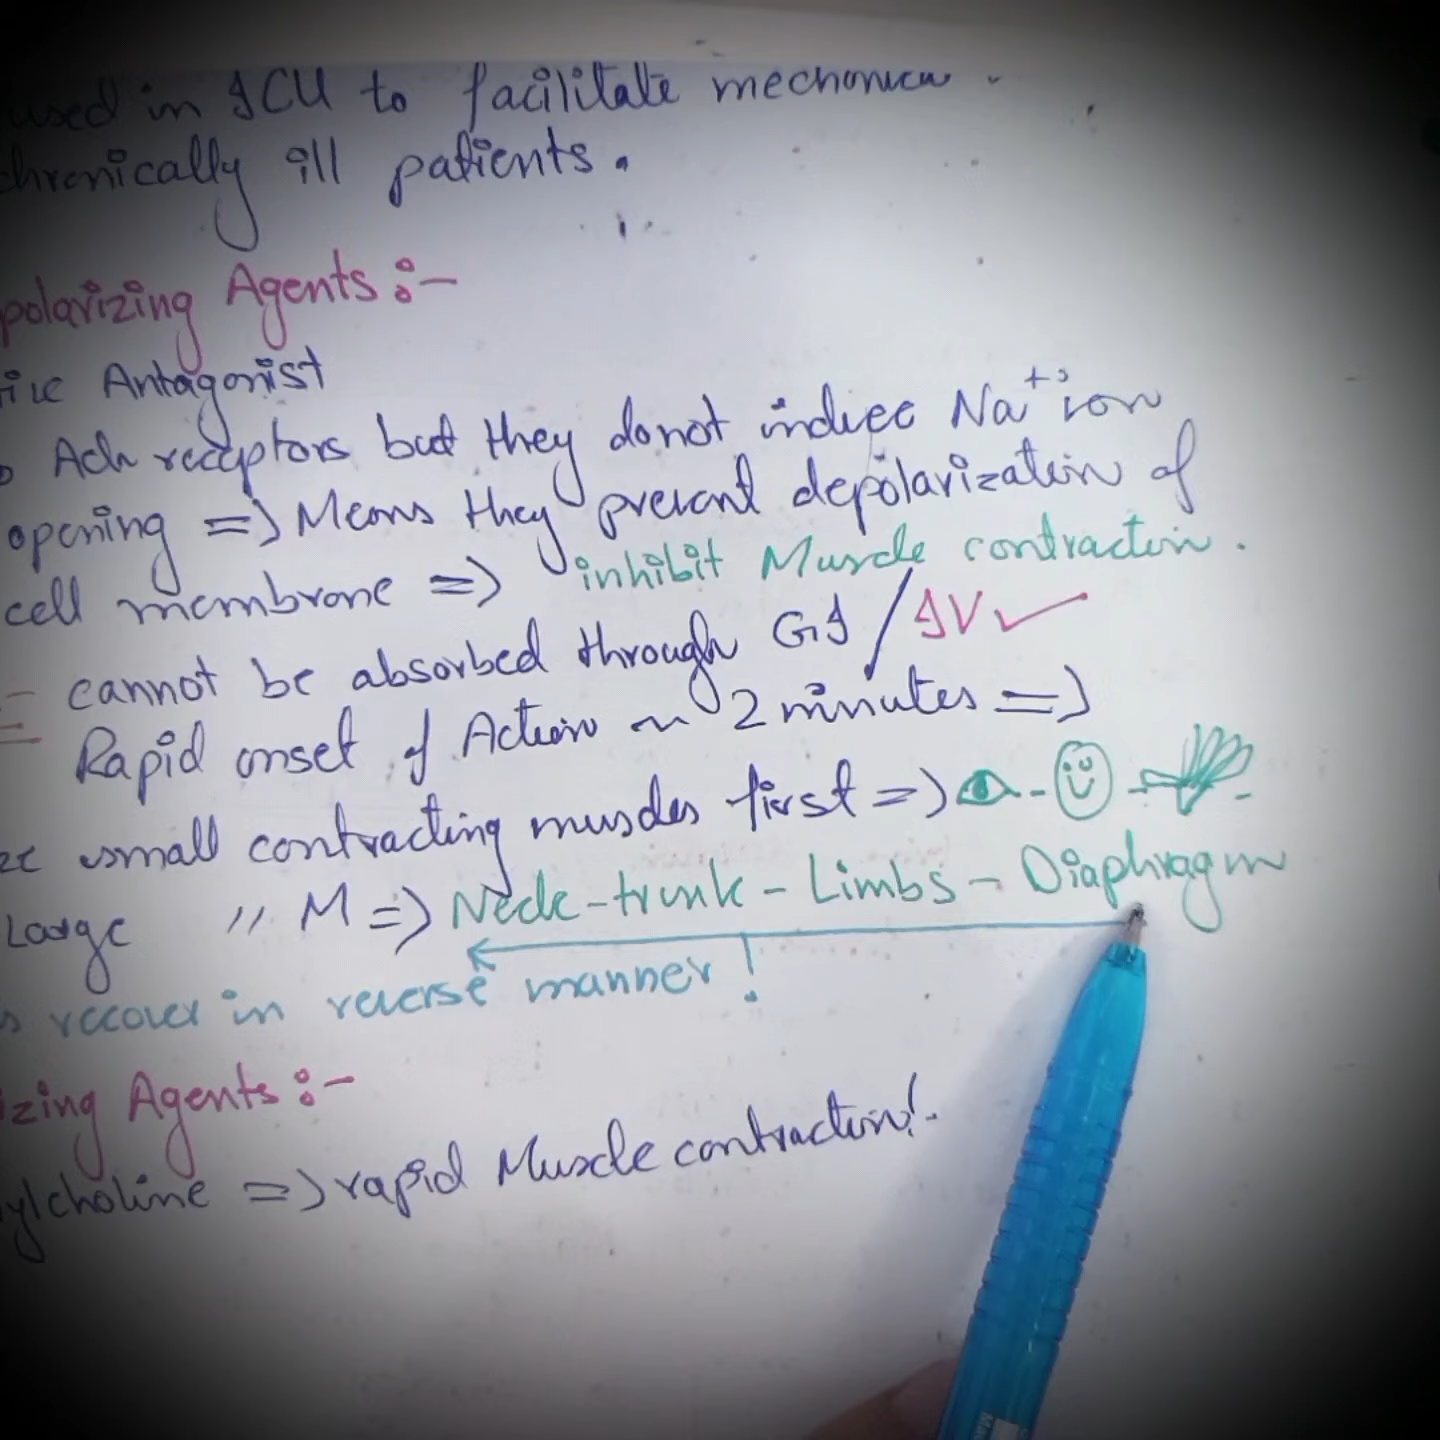 used in ICU to facilitate
chronically ill patients.
polarizing Agents :-
Antagonist
Ach receptors but they donot induce Na+ ion
opening => Means they prevent depolarization of
cell membrane => inhibit Muscle contraction.
- cannot be absorbed through GI / IV ✓
Rapid onset of Action ~ 2 minutes =>
small contracting muscles first =>
Large " M => Neck - trunk - Limbs - Diaphragm
recover in reverse manner!
izing Agents :-
ylcholine => rapid Muscle contraction!